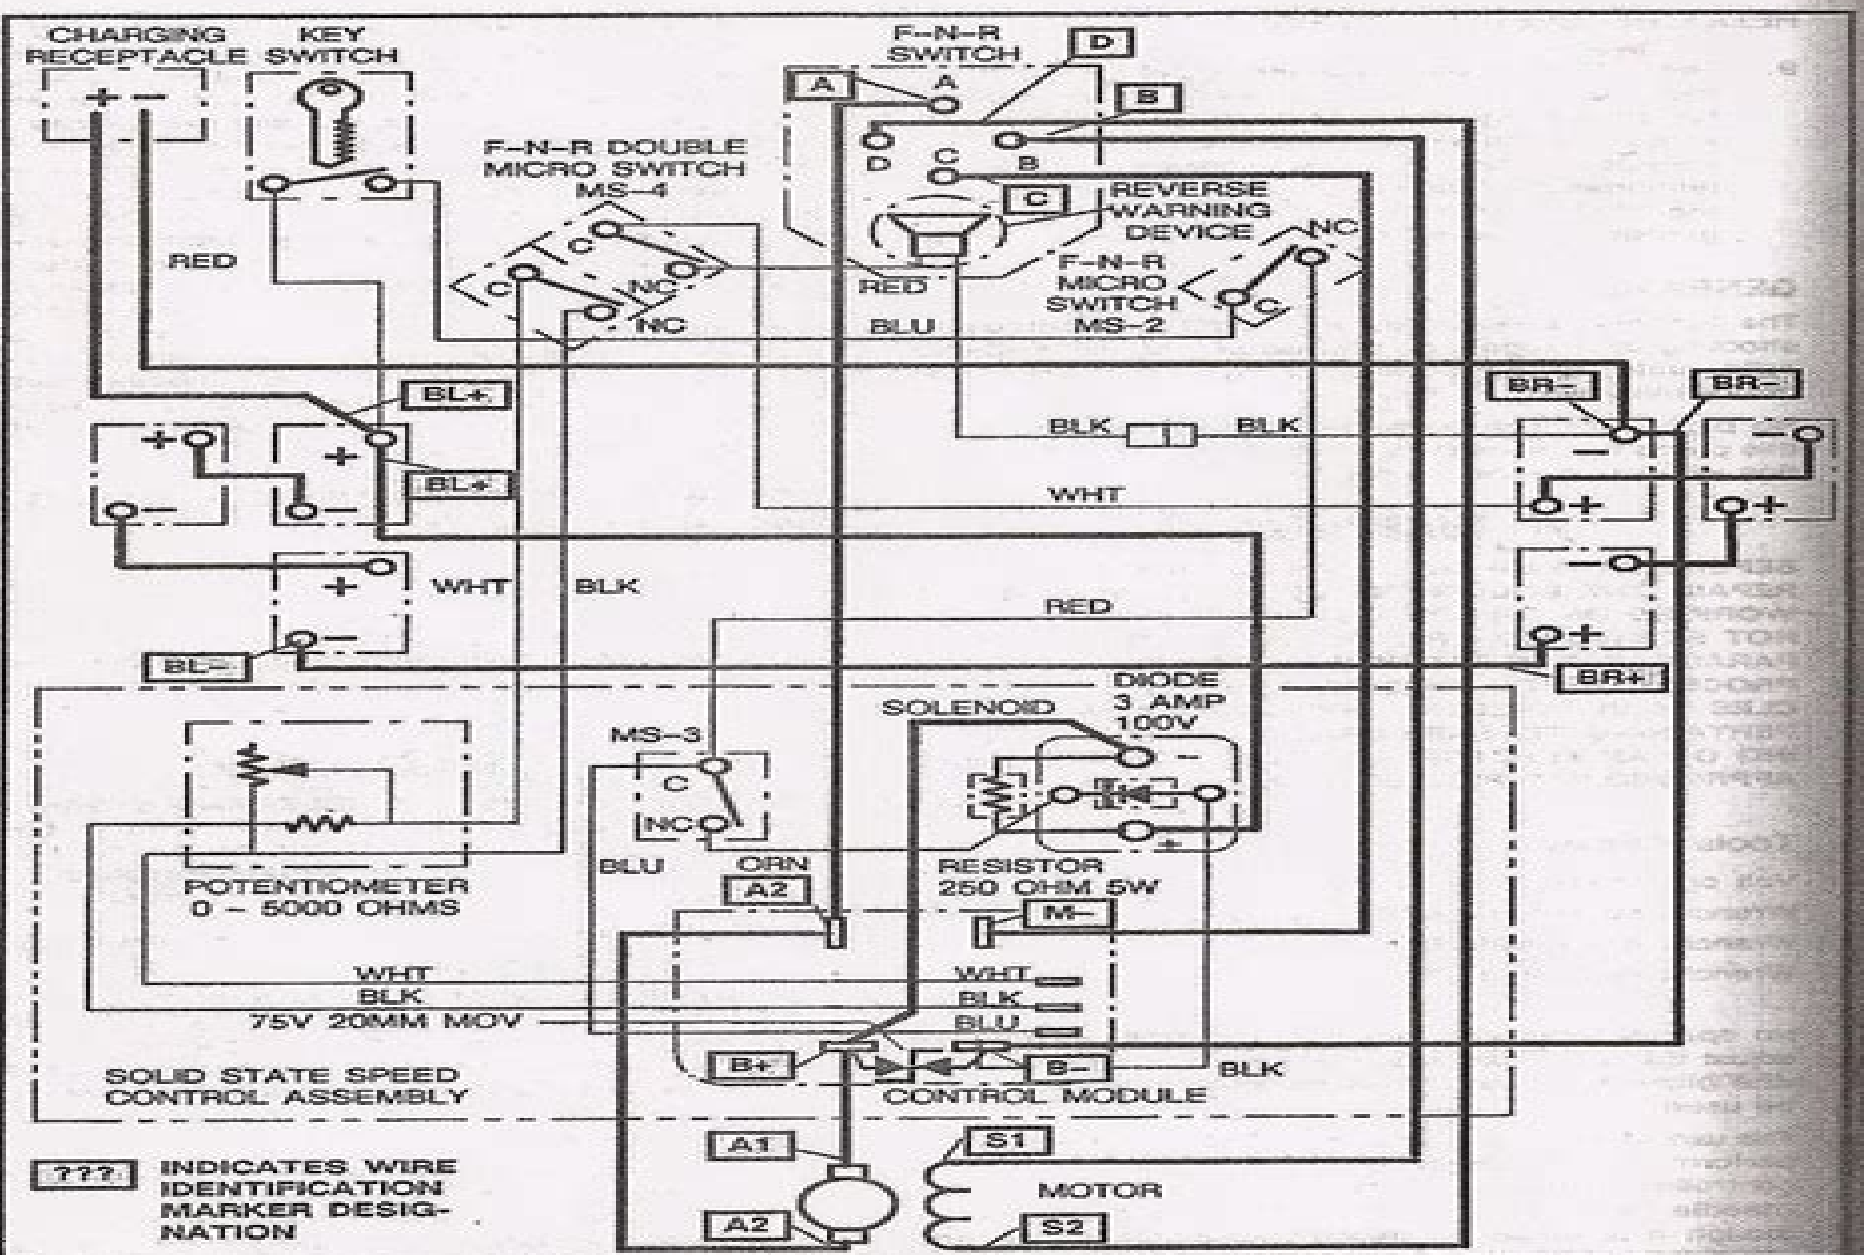 CHARGING
RECEPTACLE
+ −
KEY
SWITCH
F-N-R
SWITCH
D
A
A
B
F-N-R DOUBLE
MICRO SWITCH
MS-4
D
C
B
C
REVERSE
WARNING
DEVICE
NC
C
C
NC
NC
RED
RED
BLU
F-N-R
MICRO
SWITCH
MS-2
C
BL+
BR−
BR−
+
+
BLK
BLK
−
−
BL+
−
−
WHT
+
+
+
WHT
BLK
RED
−
−
+
BL−
BR+
SOLENOID
DIODE
3 AMP
100V
MS-3
−
C
NC
+
BLU
ORN
RESISTOR
250 OHM 5W
POTENTIOMETER
0 - 5000 OHMS
A2
M−
WHT
WHT
BLK
BLK
75V 20MM MOV
BLU
B+
B−
BLK
SOLID STATE SPEED
CONTROL ASSEMBLY
CONTROL MODULE
A1
S1
???
INDICATES WIRE
IDENTIFICATION
MARKER DESIG-
NATION
MOTOR
A2
S2